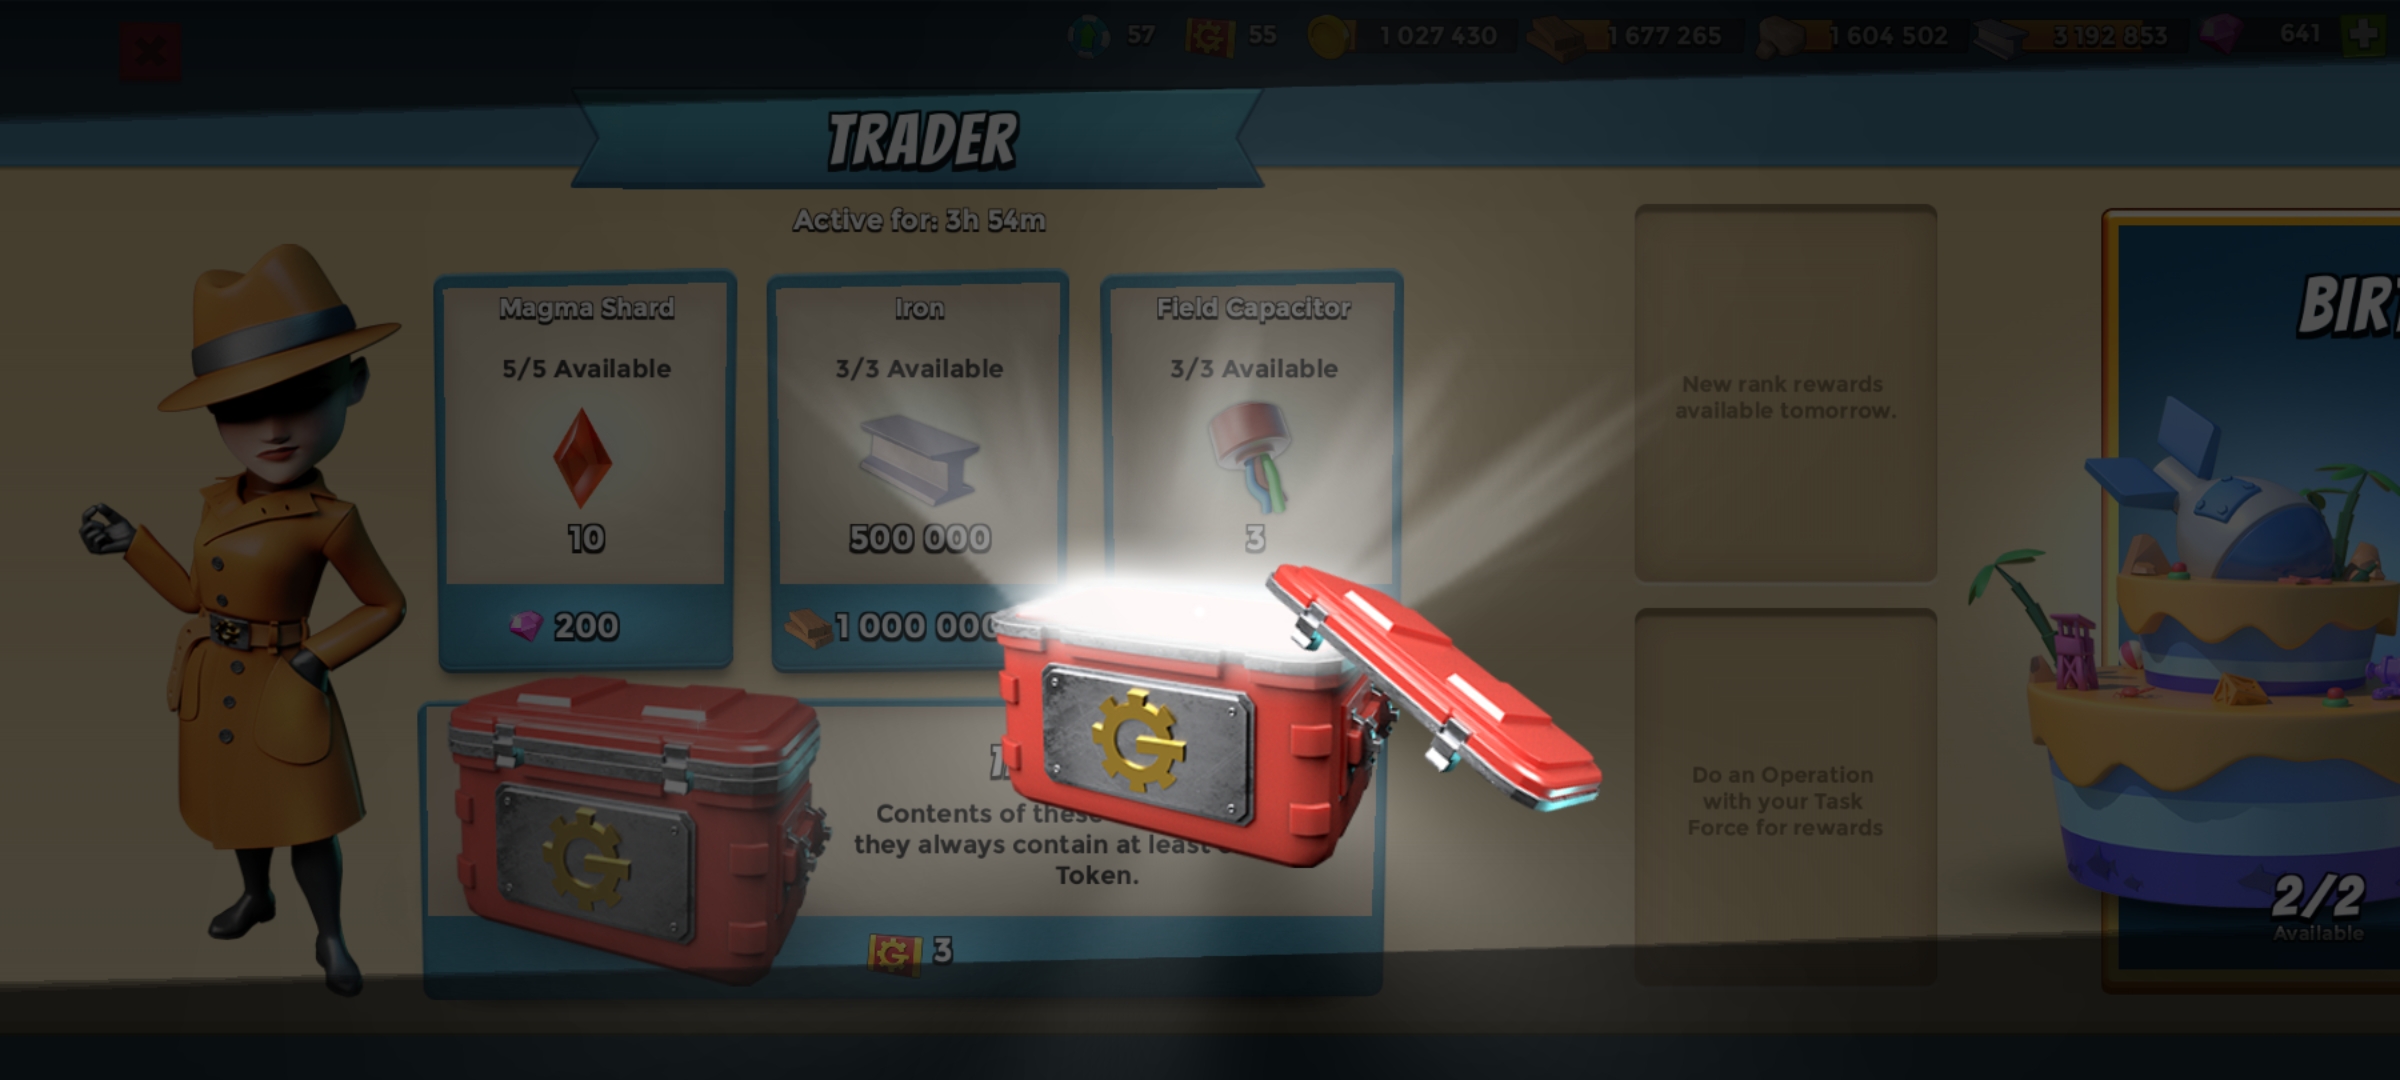 57
55
1 027 430
1 677 265
1 604 502
3 192 853
641
TRADER
Active for: 3h 54m
Magma Shard
5/5 Available
10
200
Iron
3/3 Available
500 000
1 000 000
Field Capacitor
3/3 Available
3
Contents of these
they always contain at least
Token.
3
New rank rewards
available tomorrow.
Do an Operation
with your Task
Force for rewards
BIR
2/2
Available